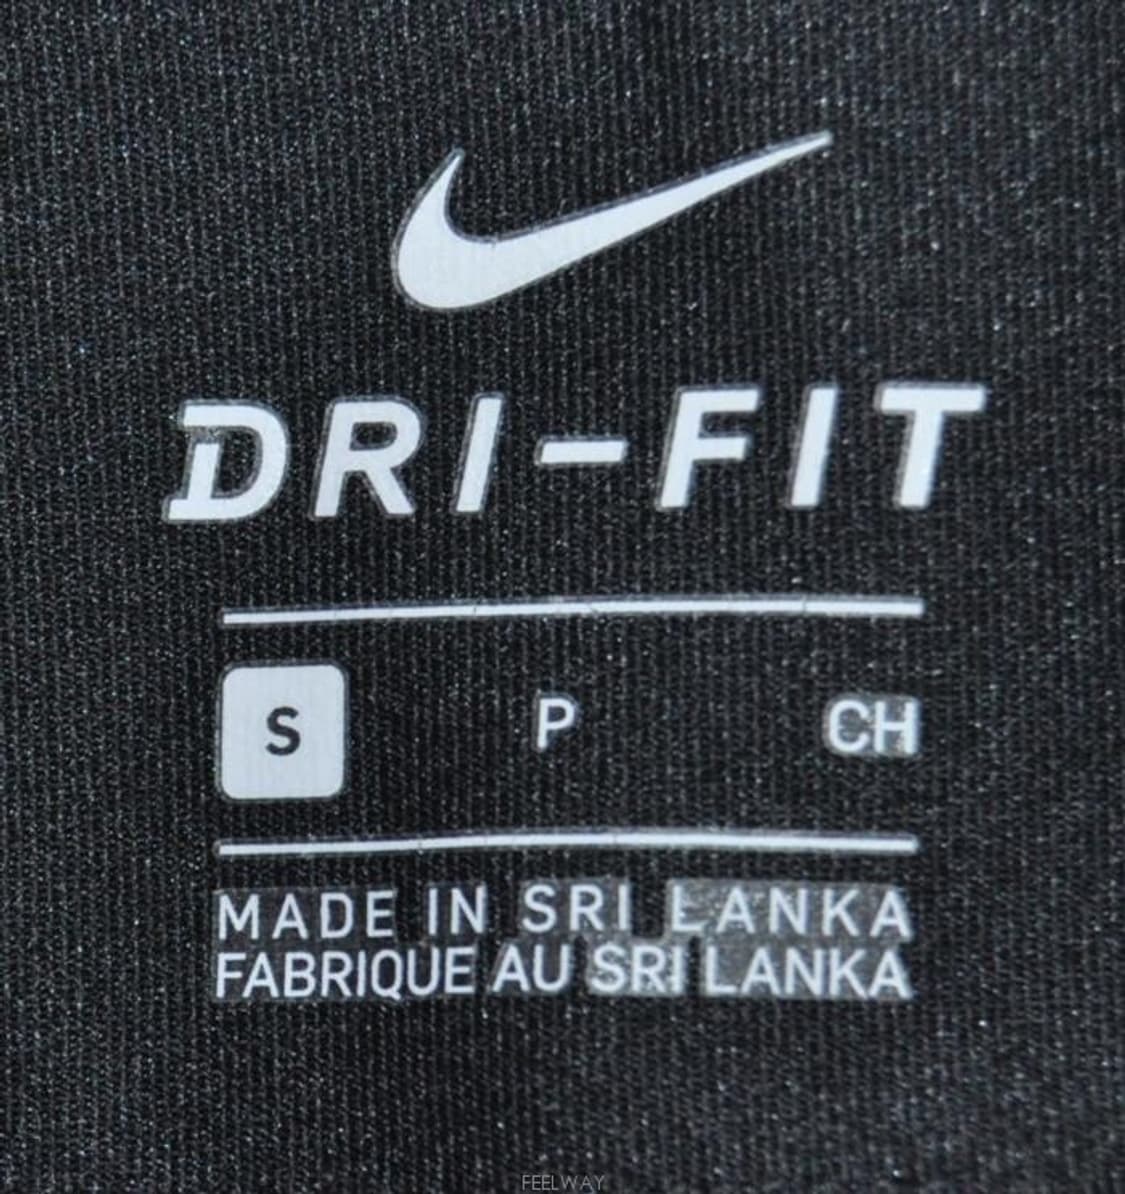 DRI-FIT
S P CH
MADE IN SRI LANKA
FABRIQUE AU SRI LANKA
FEELWAY